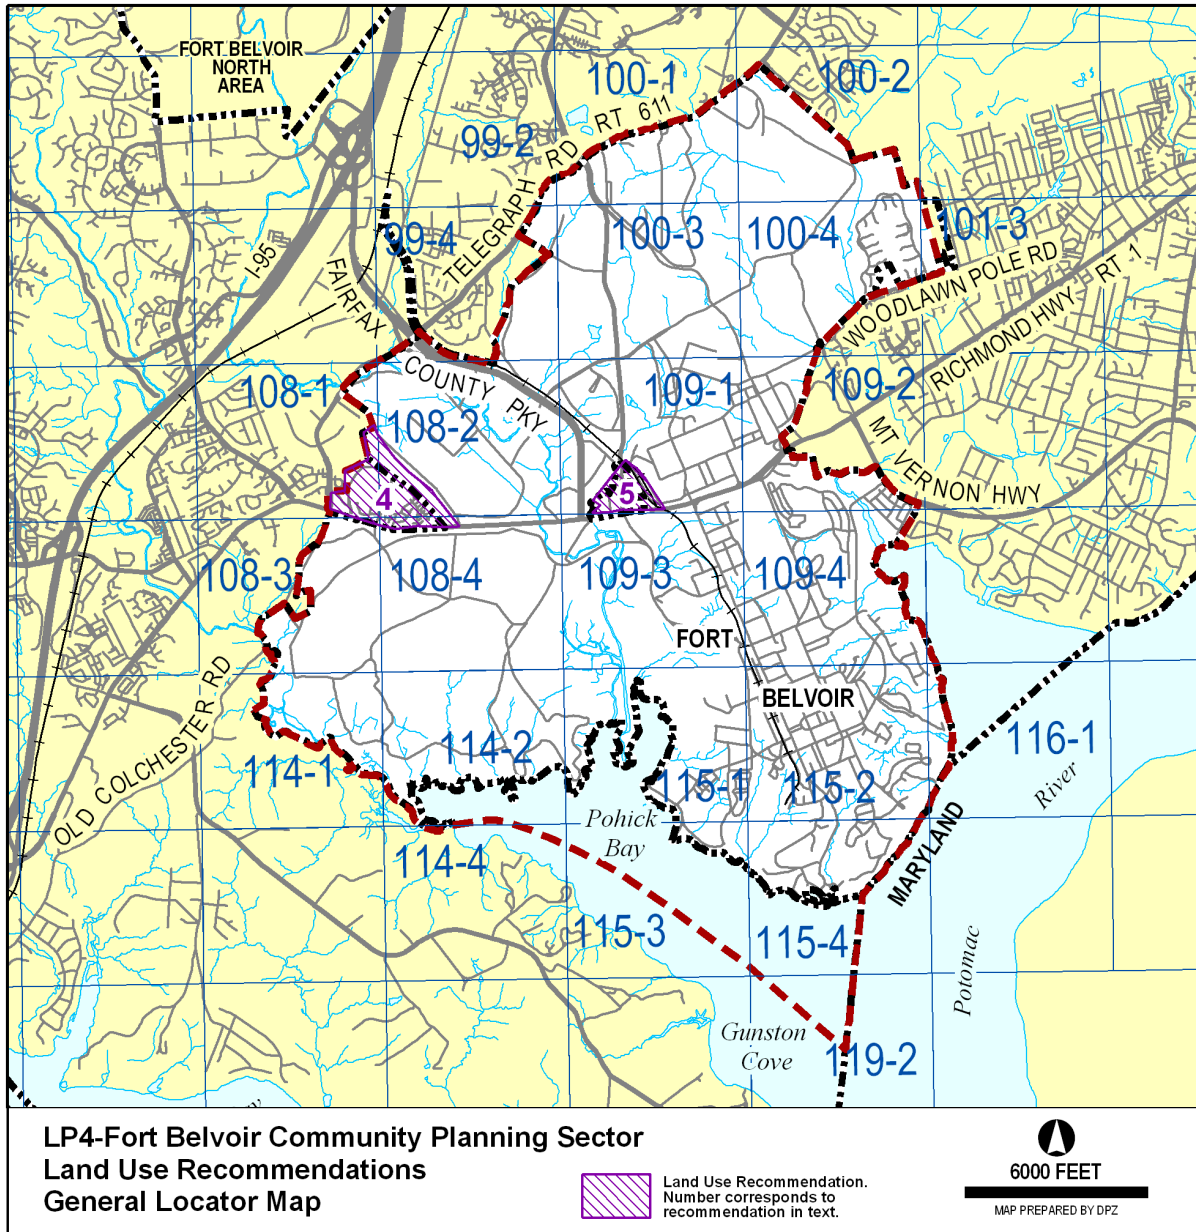 FORT BELVOIR
NORTH
AREA
100-1
100-2
RT 611
99-2
TELEGRAPH RD
99-4
100-3
100-4
101-3
I-95
FAIRFAX
COUNTY PKY
WOODLAWN POLE RD
RICHMOND HWY RT 1
108-1
108-2
109-1
109-2
MT VERNON HWY
4
5
108-3
108-4
109-3
109-4
FORT
BELVOIR
OLD COLCHESTER RD
114-1
114-2
115-1
115-2
116-1
River
Pohick
Bay
MARYLAND
114-4
115-3
115-4
Potomac
Gunston
Cove
119-2
LP4-Fort Belvoir Community Planning Sector
Land Use Recommendations
General Locator Map
Land Use Recommendation.
Number corresponds to
recommendation in text.
6000 FEET
MAP PREPARED BY DPZ